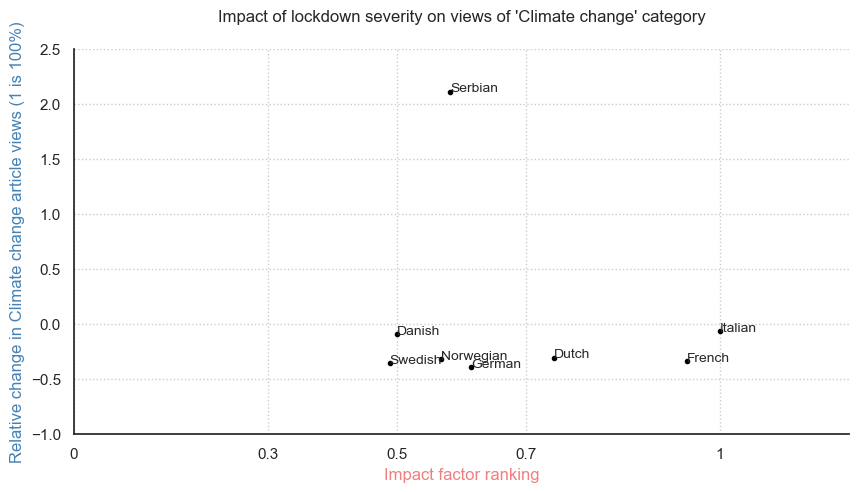 Impact of lockdown severity on views of 'Climate change' category
Relative change in Climate change article views (1 is 100%)
2.5
2.0
1.5
1.0
0.5
0.0
−0.5
−1.0
Serbian
Danish
Italian
Swedish
Norwegian
German
Dutch
French
0
0.3
0.5
0.7
1
Impact factor ranking